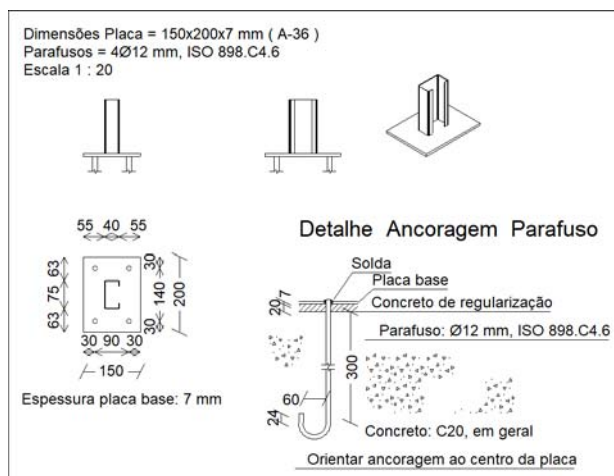 Dimensões Placa = 150x200x7 mm ( A-36 )
Parafusos = 4Ø12 mm, ISO 898.C4.6
Escala 1 : 20
55 40 55
63
75
63
30
140
30
200
30 90 30
150
Espessura placa base: 7 mm
Detalhe Ancoragem Parafuso
Solda
Placa base
Concreto de regularização
Parafuso: Ø12 mm, ISO 898.C4.6
7
20
300
60
24
Concreto: C20, em geral
Orientar ancoragem ao centro da placa